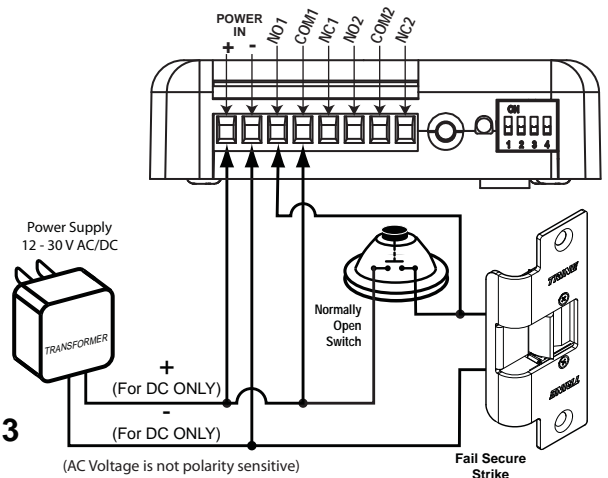 POWER
IN
+ - NO1 COM1 NC1 NO2 COM2 NC2
ON
1 2 3 4
Power Supply
12 - 30 V AC/DC
TRANSFORMER
Normally
Open
Switch
+
(For DC ONLY)
-
(For DC ONLY)
3
(AC Voltage is not polarity sensitive)
Fail Secure
Strike